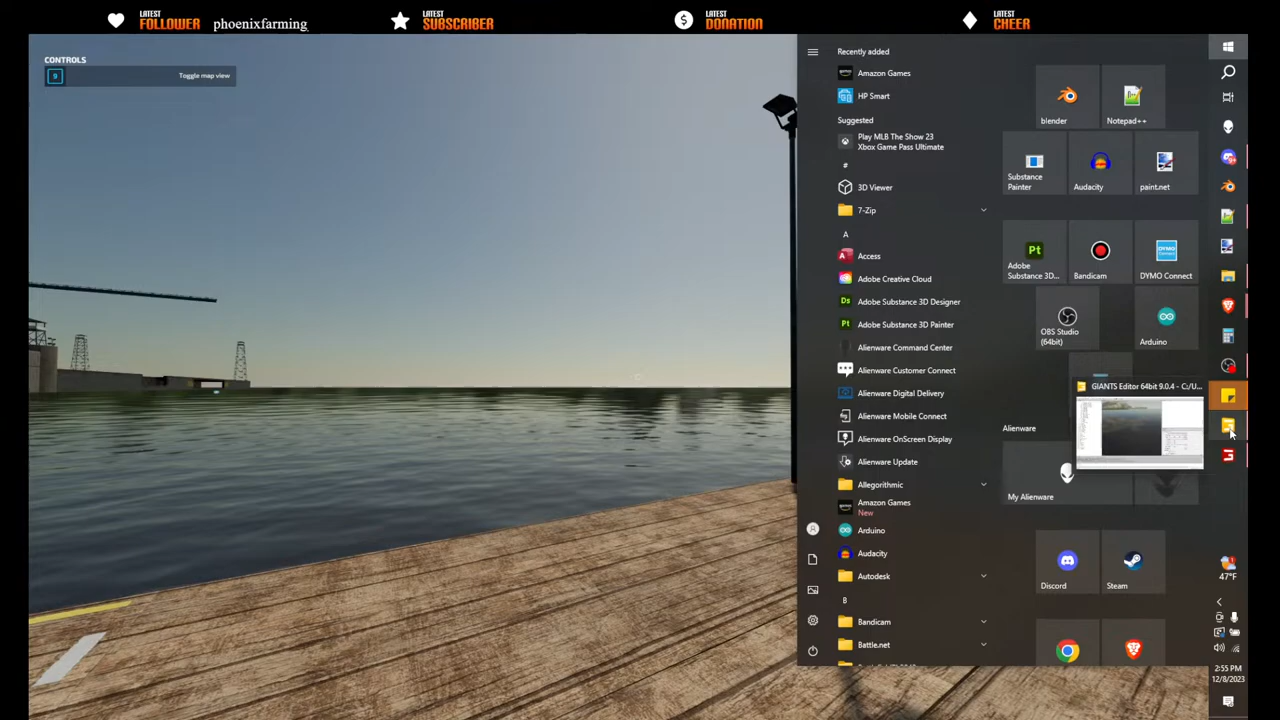 LATEST
FOLLOWER phoenixfarming
LATEST
SUBSCRIBER
LATEST
DONATION
LATEST
CHEER
CONTROLS
9 Toggle map view
Recently added
Amazon Games
HP Smart
Suggested
Play MLB The Show 23
Xbox Game Pass Ultimate
#
3D Viewer
7-Zip
A
Access
Adobe Creative Cloud
Adobe Substance 3D Designer
Adobe Substance 3D Painter
Alienware Command Center
Alienware Customer Connect
Alienware Digital Delivery
Alienware Mobile Connect
Alienware OnScreen Display
Alienware Update
Allegorithmic
Amazon Games
New
Arduino
Audacity
Autodesk
B
Bandicam
Battle.net
blender
Notepad++
Substance
Painter
Audacity
paint.net
Adobe
Substance 3D...
Bandicam
DYMO Connect
OBS Studio
(64bit)
Arduino
GIANTS Editor 64bit 9.0.4 - C:/U...
Alienware
My Alienware
Discord
Steam
47°F
2:55 PM
12/8/2023